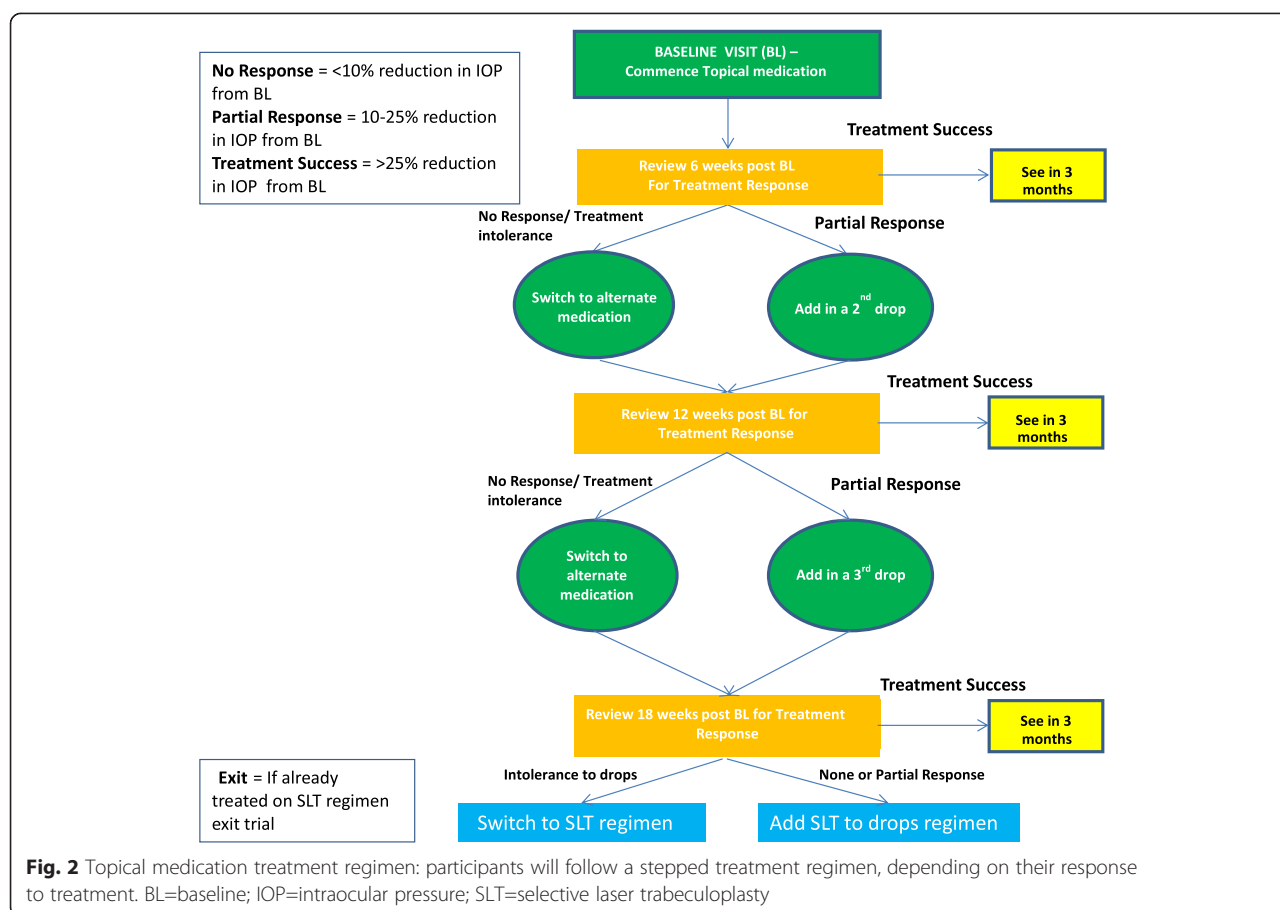 BASELINE VISIT (BL) –
Commence Topical medication
No Response = <10% reduction in IOP
from BL
Partial Response = 10-25% reduction
in IOP from BL
Treatment Success = >25% reduction
in IOP from BL
Treatment Success
Review 6 weeks post BL
For Treatment Response
See in 3
months
No Response/ Treatment
intolerance
Partial Response
Switch to alternate
medication
Add in a 2nd drop
Treatment Success
Review 12 weeks post BL for
Treatment Response
See in 3
months
No Response/ Treatment
intolerance
Partial Response
Switch to
alternate
medication
Add in a 3rd drop
Treatment Success
Review 18 weeks post BL for Treatment
Response
See in 3
months
Exit = If already
treated on SLT regimen
exit trial
Intolerance to drops
None or Partial Response
Switch to SLT regimen
Add SLT to drops regimen
Fig. 2 Topical medication treatment regimen: participants will follow a stepped treatment regimen, depending on their response
to treatment. BL=baseline; IOP=intraocular pressure; SLT=selective laser trabeculoplasty